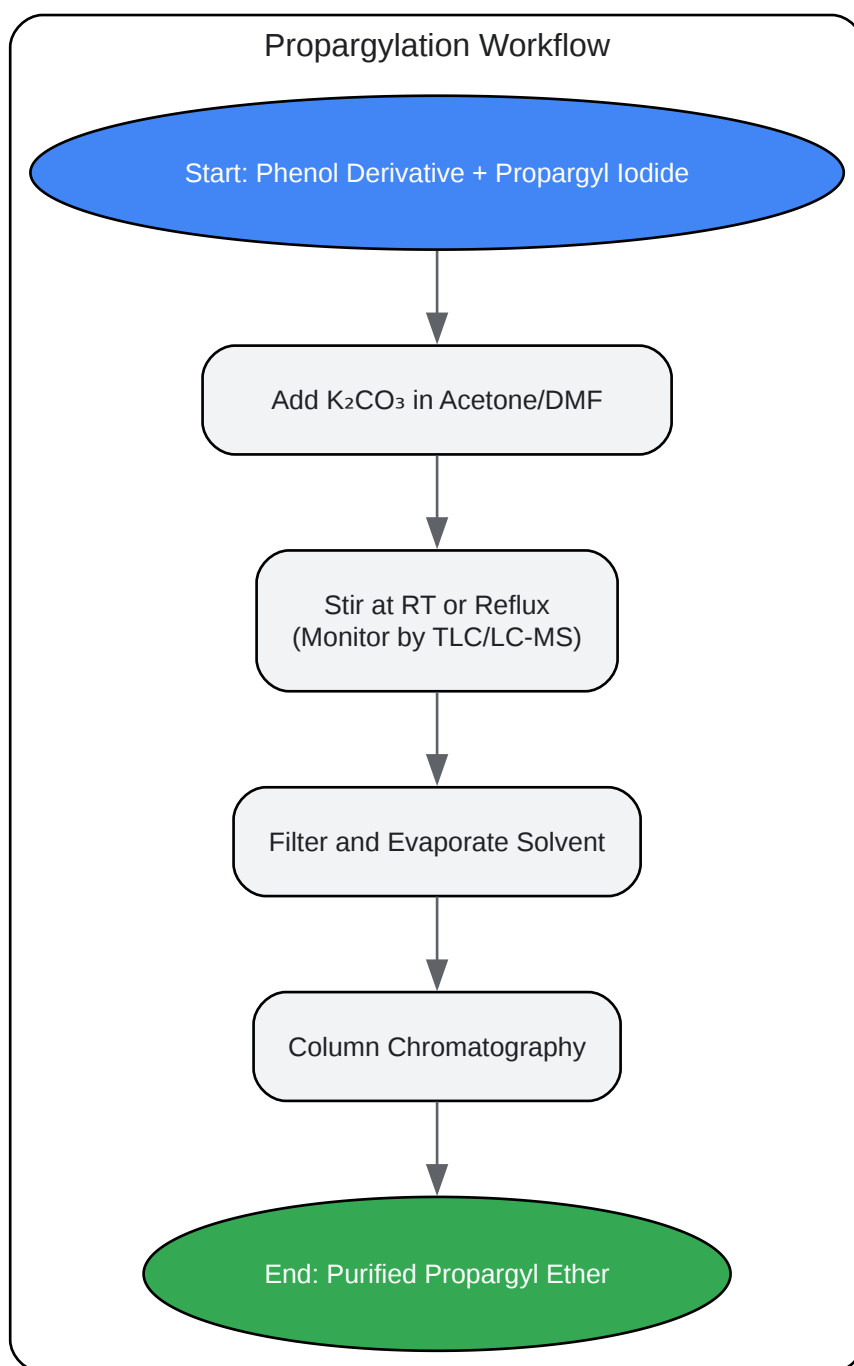 Propargylation Workflow
Start: Phenol Derivative + Propargyl Iodide
Add K₂CO₃ in Acetone/DMF
Stir at RT or Reflux
(Monitor by TLC/LC-MS)
Filter and Evaporate Solvent
Column Chromatography
End: Purified Propargyl Ether